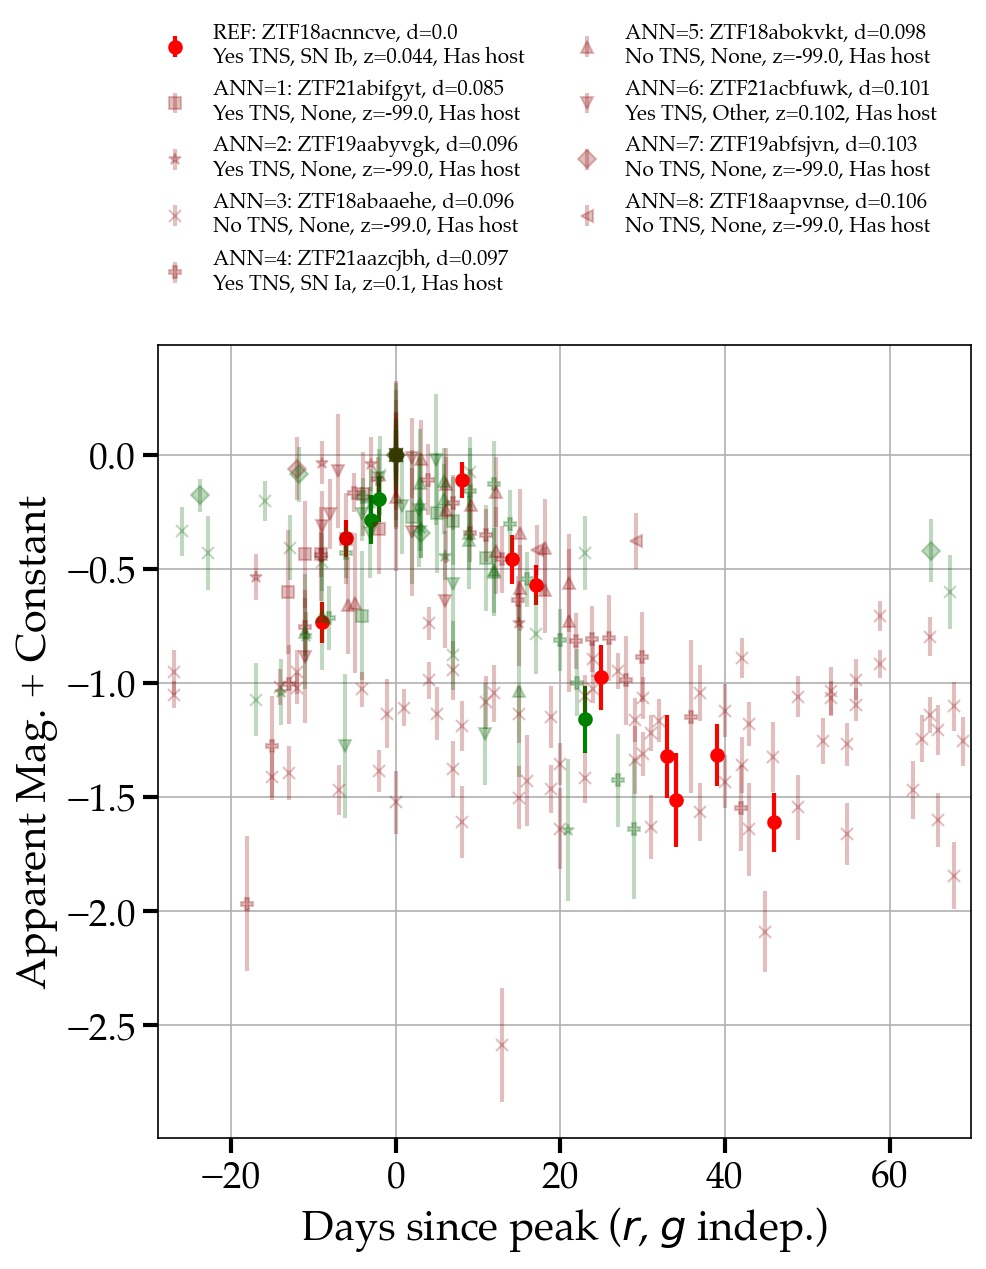 REF: ZTF18acnncve, d=0.0
Yes TNS, SN Ib, z=0.044, Has host
ANN=1: ZTF21abifgyt, d=0.085
Yes TNS, None, z=-99.0, Has host
ANN=2: ZTF19aabyvgk, d=0.096
Yes TNS, None, z=-99.0, Has host
ANN=3: ZTF18abaaehe, d=0.096
No TNS, None, z=-99.0, Has host
ANN=4: ZTF21aazcjbh, d=0.097
Yes TNS, SN Ia, z=0.1, Has host
ANN=5: ZTF18abokvkt, d=0.098
No TNS, None, z=-99.0, Has host
ANN=6: ZTF21acbfuwk, d=0.101
Yes TNS, Other, z=0.102, Has host
ANN=7: ZTF19abfsjvn, d=0.103
No TNS, None, z=-99.0, Has host
ANN=8: ZTF18aapvnse, d=0.106
No TNS, None, z=-99.0, Has host
Apparent Mag. + Constant
0.0
−0.5
−1.0
−1.5
−2.0
−2.5
−20
0
20
40
60
Days since peak (r, g indep.)